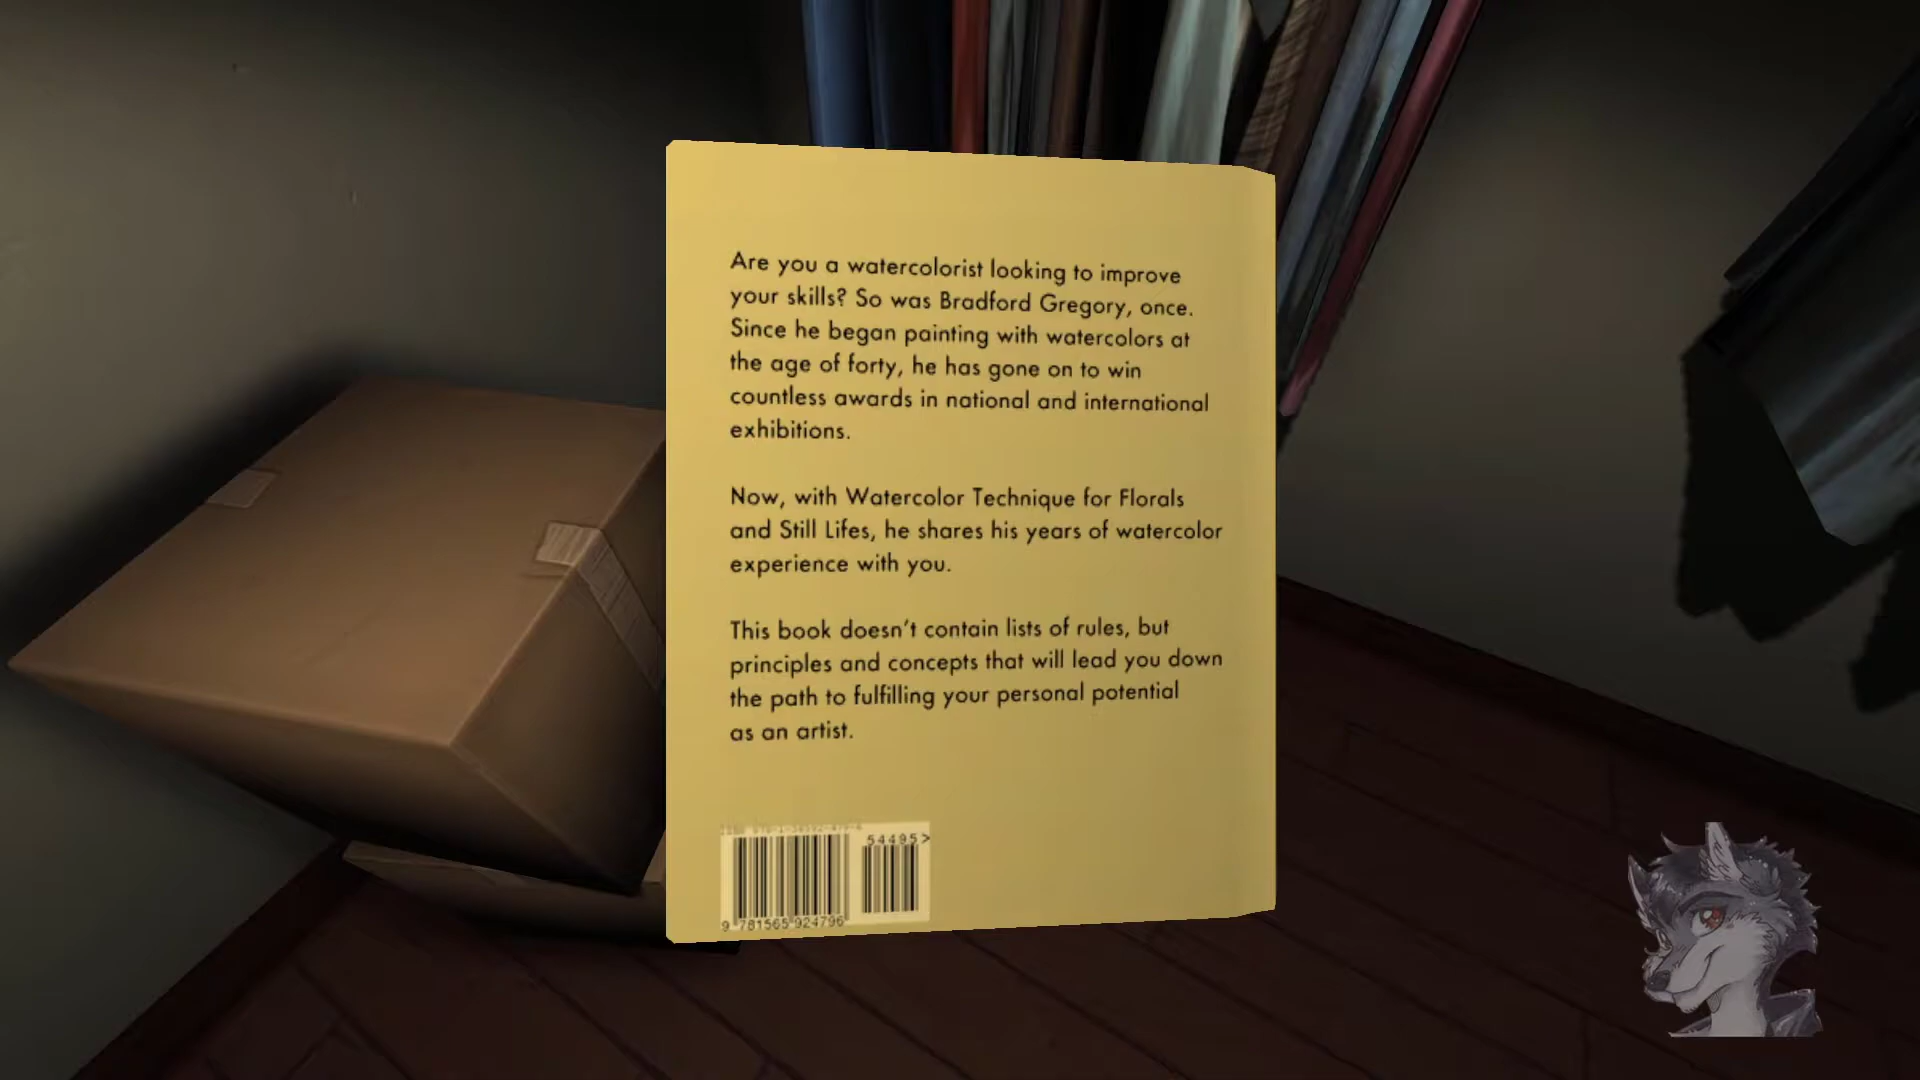 Are you a watercolorist looking to improve
your skills? So was Bradford Gregory, once.
Since he began painting with watercolors at
the age of forty, he has gone on to win
countless awards in national and international
exhibitions.
Now, with Watercolor Technique for Florals
and Still Lifes, he shares his years of watercolor
experience with you.
This book doesn't contain lists of rules, but
principles and concepts that will lead you down
the path to fulfilling your personal potential
as an artist.
54495>
9 781565 924796